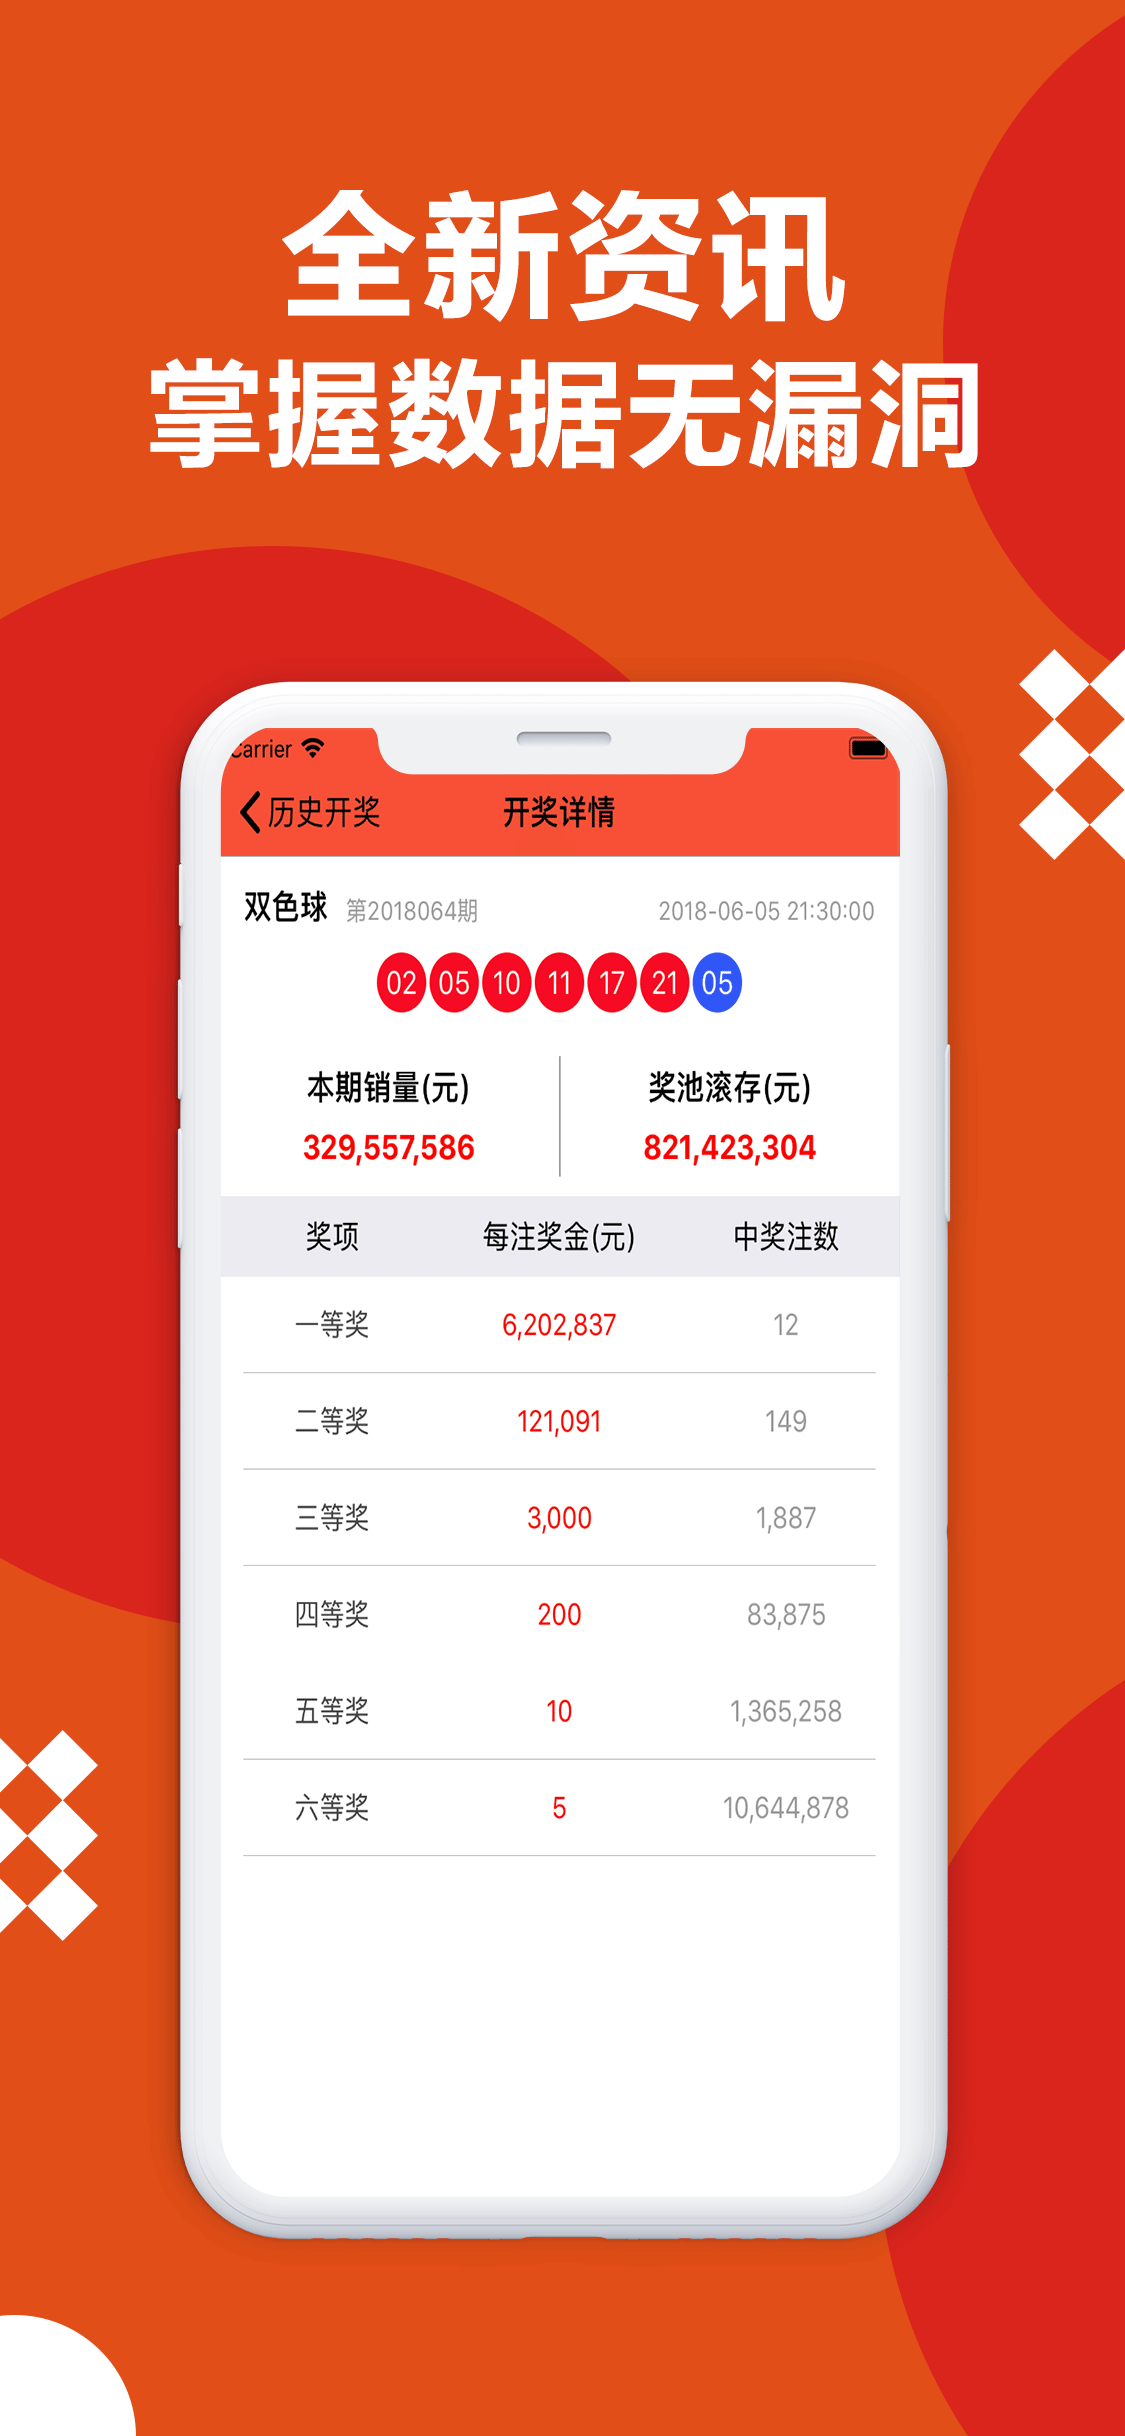 全新资讯
掌握数据无漏洞
Carrier
历史开奖 开奖详情
双色球 第2018064期 2018-06-05 21:30:00
02 05 10 11 17 21 05
本期销量(元) 奖池滚存(元)
329,557,586 821,423,304
奖项 每注奖金(元) 中奖注数
一等奖 6,202,837 12
二等奖 121,091 149
三等奖 3,000 1,887
四等奖 200 83,875
五等奖 10 1,365,258
六等奖 5 10,644,878